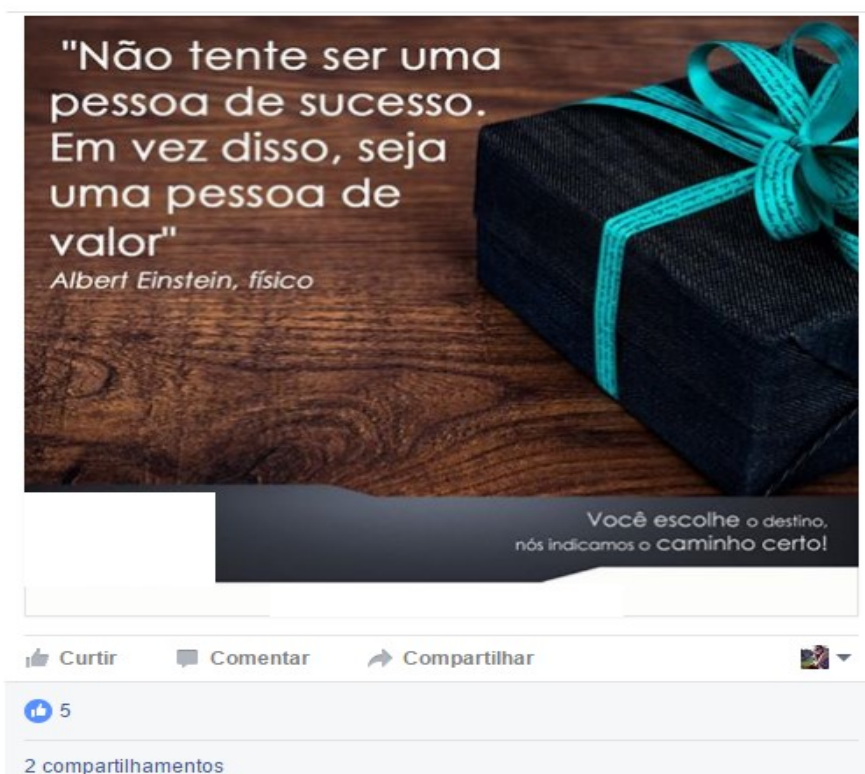 "Não tente ser uma
pessoa de sucesso.
Em vez disso, seja
uma pessoa de
valor"
Albert Einstein, físico
Você escolhe o destino,
nós indicamos o caminho certo!
Curtir Comentar Compartilhar
5
2 compartilhamentos